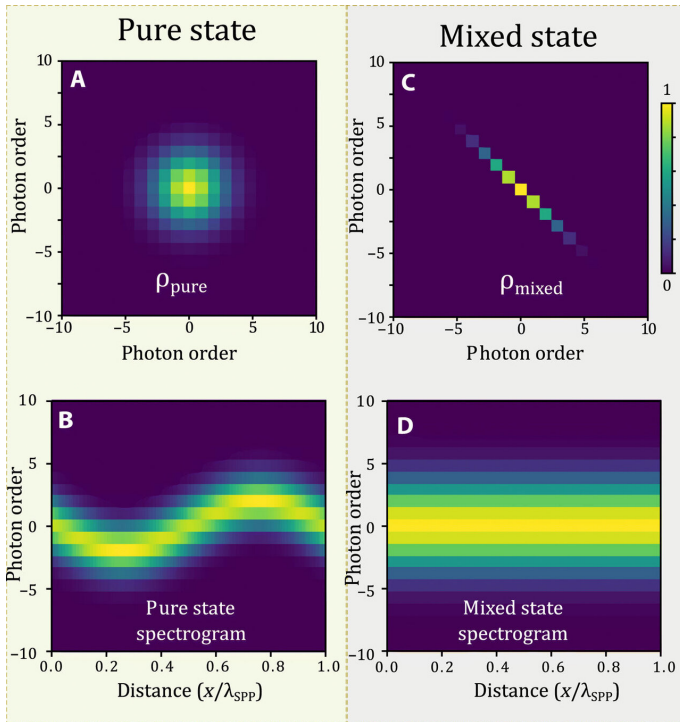 Pure state
Mixed state
A
10
5
0
−5
−10
Photon order
ρpure
−10
−5
0
5
10
Photon order
C
10
5
0
−5
−10
Photon order
ρmixed
−10
−5
0
5
10
Photon order
1
0
B
10
5
0
−5
−10
Photon order
Pure state
spectrogram
0.0
0.2
0.4
0.6
0.8
1.0
Distance (x/λSPP)
D
10
5
0
−5
−10
Photon order
Mixed state
spectrogram
0.0
0.2
0.4
0.6
0.8
1.0
Distance (x/λSPP)